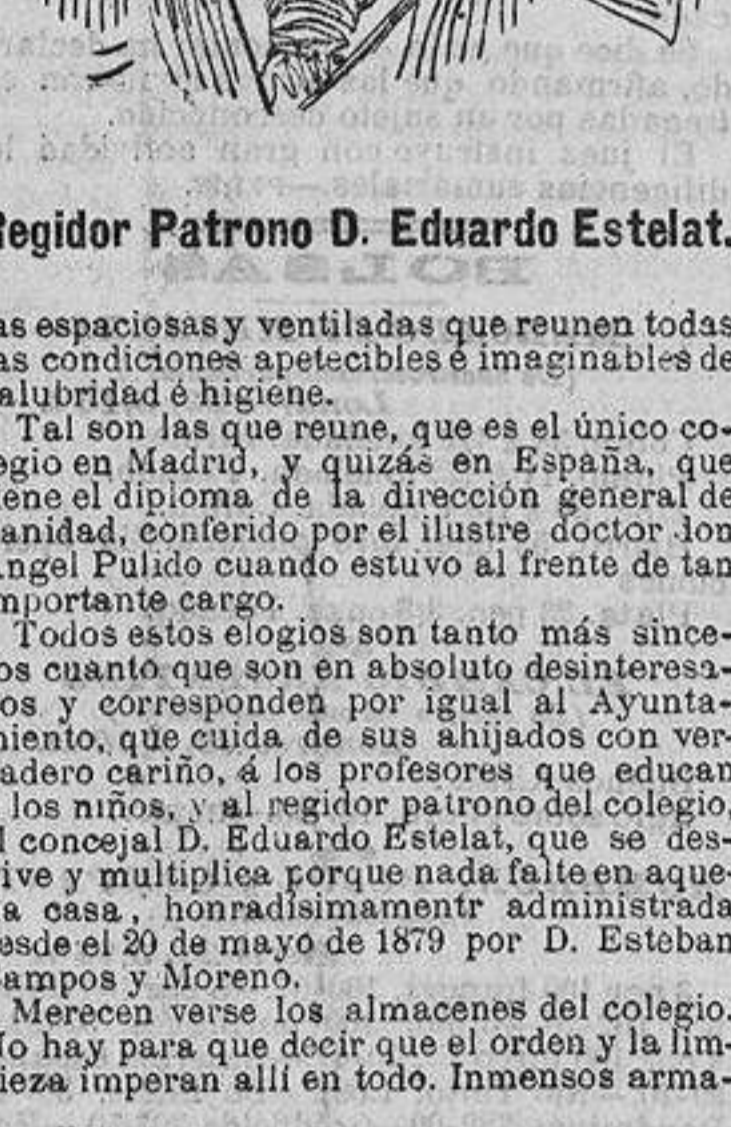 Regidor Patrono D. Eduardo Estelat.
as espaciosas y ventiladas que reunen todas
as condiciones apetecibles é imaginables de
alubridad é higiene.
Tal son las que reune, que es el único co-
egio en Madrid, y quizás en España, que
iene el diploma de la dirección general de
anidad, conferido por el ilustre doctor don
Angel Pulido cuando estuvo al frente de tan
mportante cargo.
Todos estos elogios son tanto más since-
os cuanto que son en absoluto desinteresa-
os y corresponden por igual al Ayunta-
miento, que cuida de sus ahijados con ver-
adero cariño, á los profesores que educan
los niños, y al regidor patrono del colegio,
l concejal D. Eduardo Estelat, que se des-
ive y multiplica porque nada falte en aque-
a casa, honradisimamentr administrada
esde el 20 de mayo de 1879 por D. Esteban
ampos y Moreno.
Merecen verse los almacenes del colegio.
No hay para que decir que el orden y la lim-
ieza imperan allí en todo. Inmensos arma-